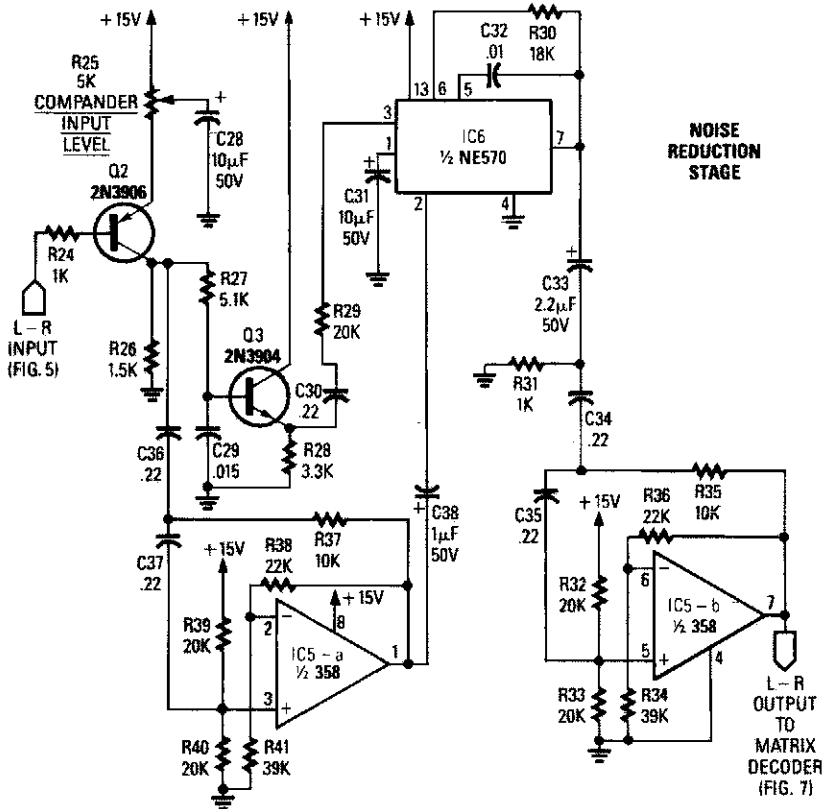 +15V
+15V
+15V
C32
.01
R30
18K
R25
5K
COMPANDER
INPUT
LEVEL
+
C28
10µF
50V
13
6
5
3
1
IC6
½ NE570
7
2
4
NOISE
REDUCTION
STAGE
Q2
2N3906
+
C31
10µF
50V
R24
1K
L–R
INPUT
(FIG. 5)
R27
5.1K
R29
20K
+
C33
2.2µF
50V
R26
1.5K
Q3
2N3904
C30
.22
R31
1K
C34
.22
C36
.22
C29
.015
R28
3.3K
C38
1µF
50V
+
C37
.22
+15V
R38
22K
R37
10K
+15V
C35
.22
+15V
R36
22K
R35
10K
R39
20K
2
–
8
IC5–a
½ 358
1
3
+
R32
20K
6
–
IC5–b
½ 358
7
5
+
4
R40
20K
R41
39K
R33
20K
R34
39K
L–R
OUTPUT
TO
MATRIX
DECODER
(FIG. 7)